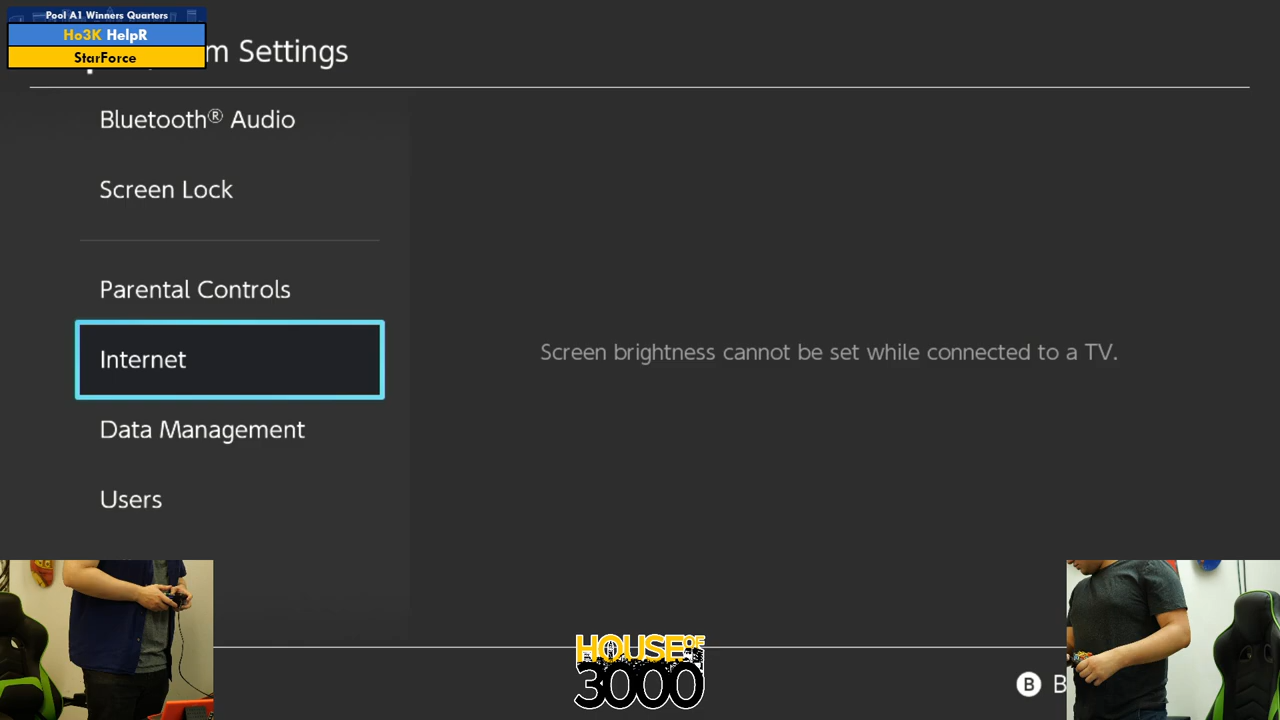 Pool A1 Winners Quarters
Ho3K HelpR
StarForce
m Settings
Bluetooth® Audio
Screen Lock
Parental Controls
Internet
Data Management
Users
Screen brightness cannot be set while connected to a TV.
HOUSE OF
3000
B B